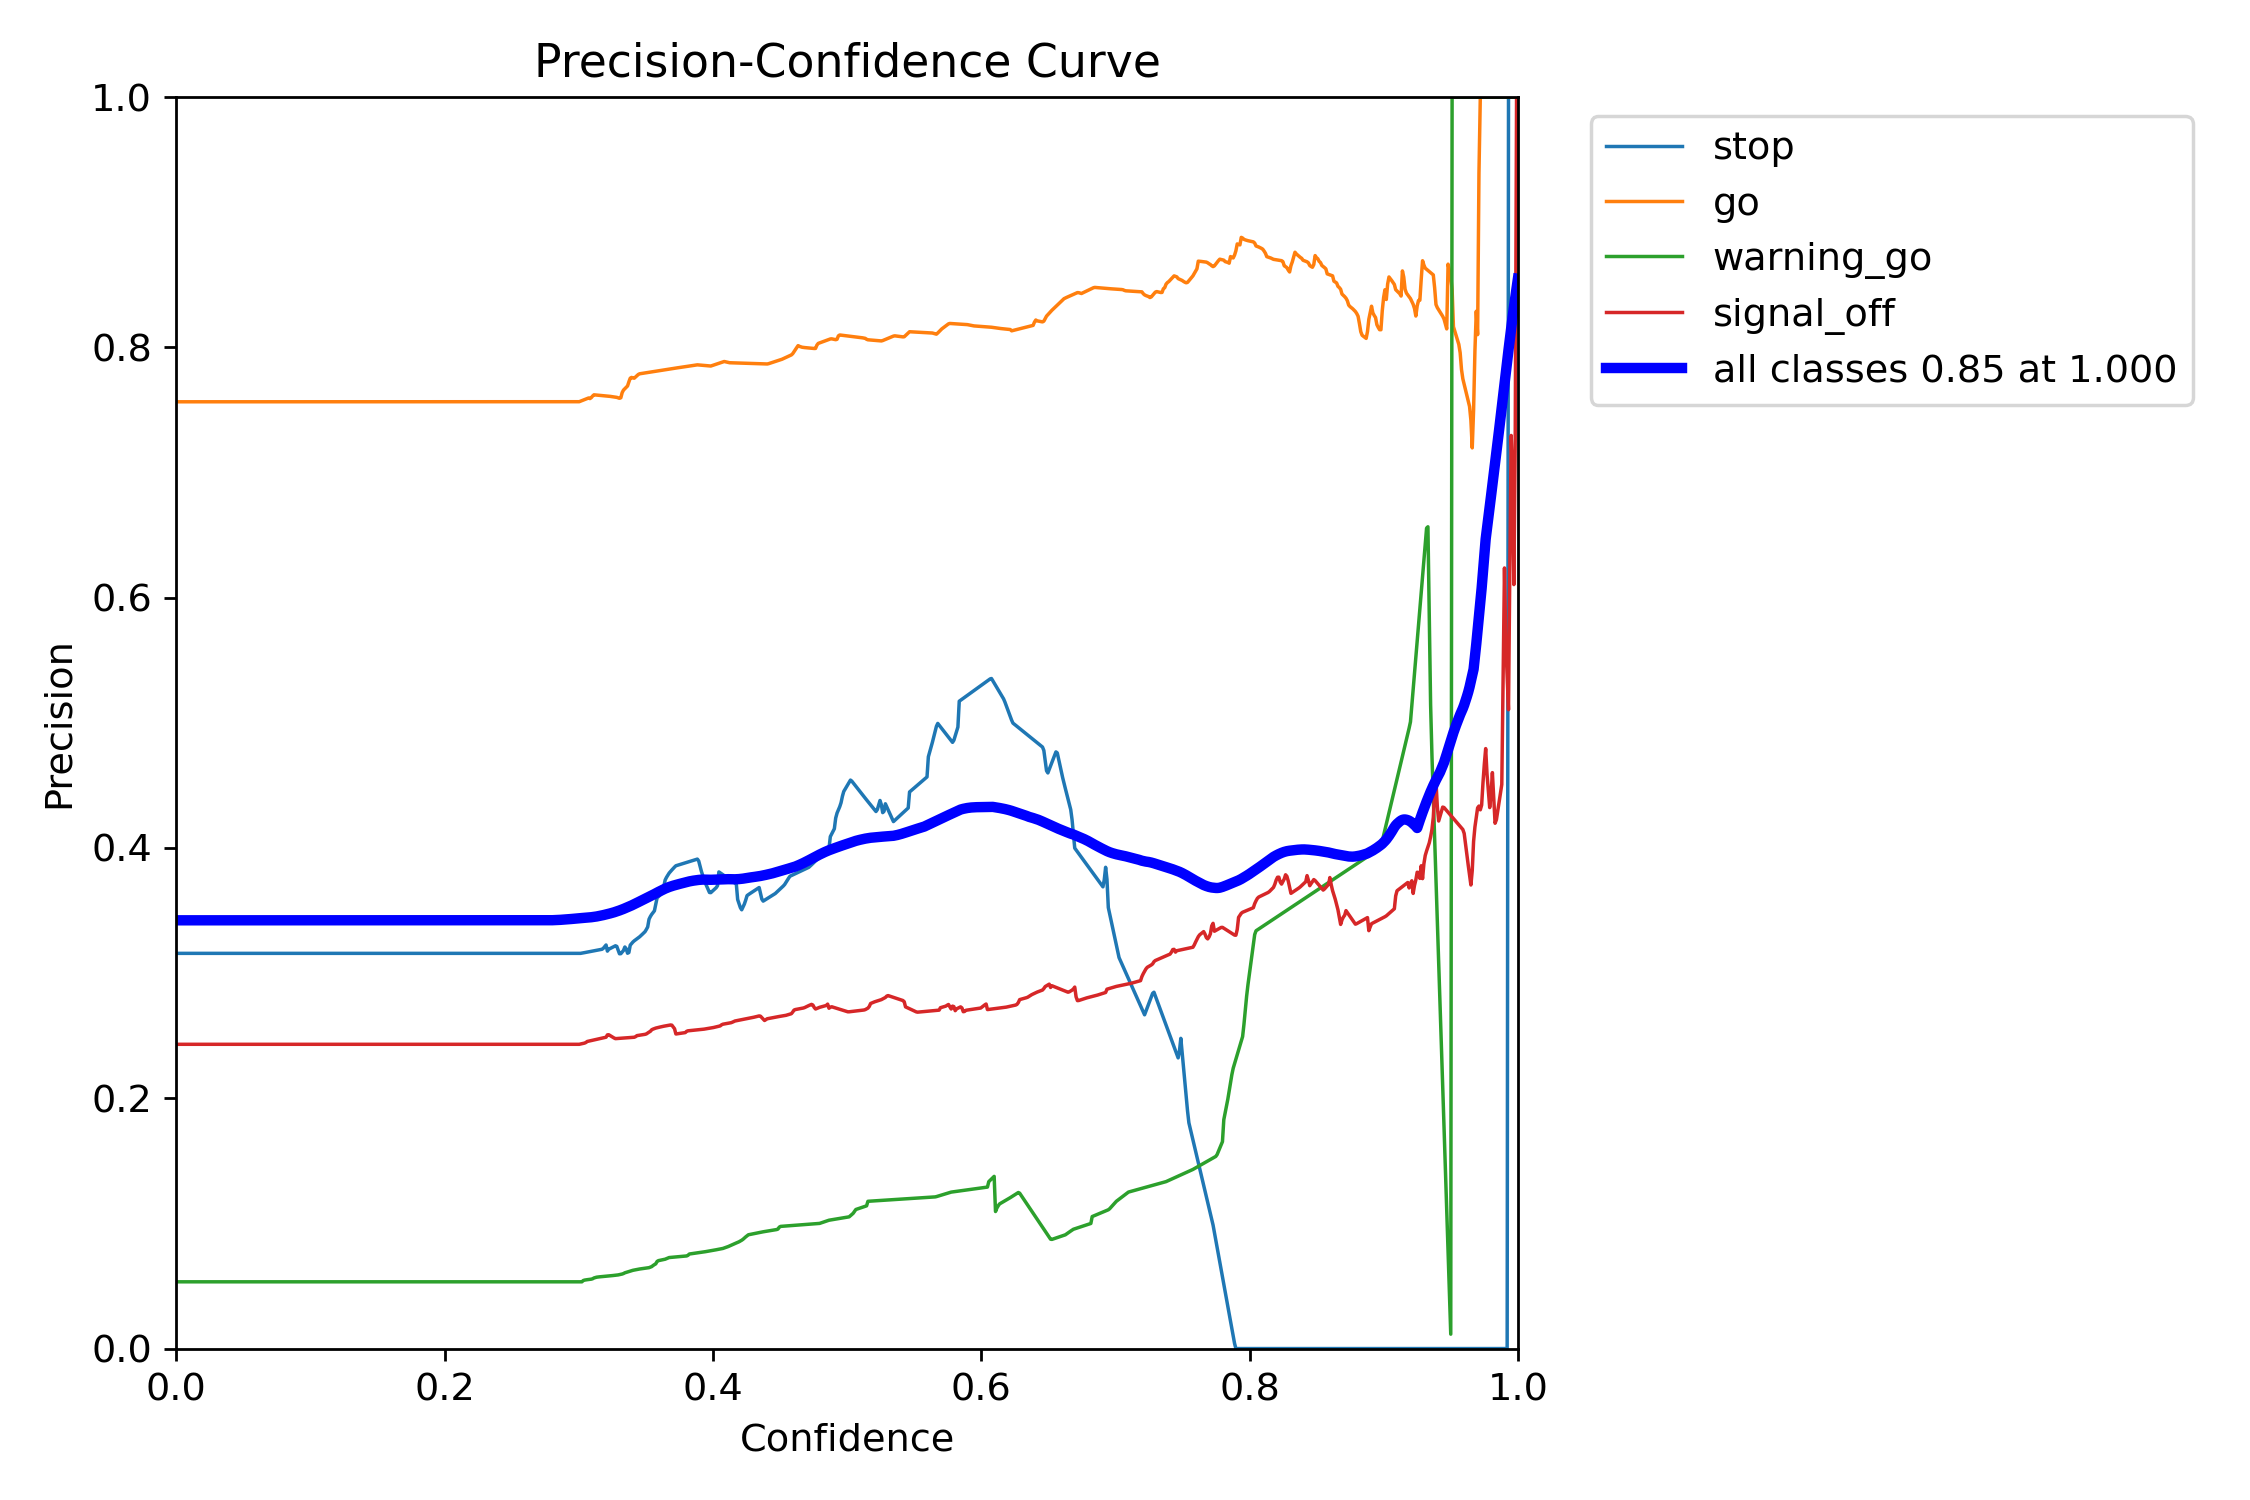 Precision-Confidence Curve
1.0
0.8
0.6
0.4
0.2
0.0
Precision
0.0 0.2 0.4 0.6 0.8 1.0
Confidence
stop
go
warning_go
signal_off
all classes 0.85 at 1.000